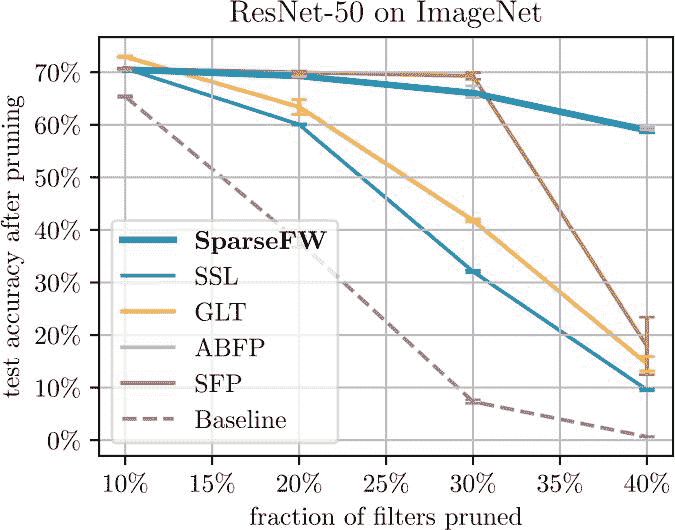 ResNet-50 on ImageNet
test accuracy after pruning
70%
60%
50%
40%
30%
20%
10%
0%
SparseFW
SSL
GLT
ABFP
SFP
Baseline
10% 15% 20% 25% 30% 35% 40%
fraction of filters pruned